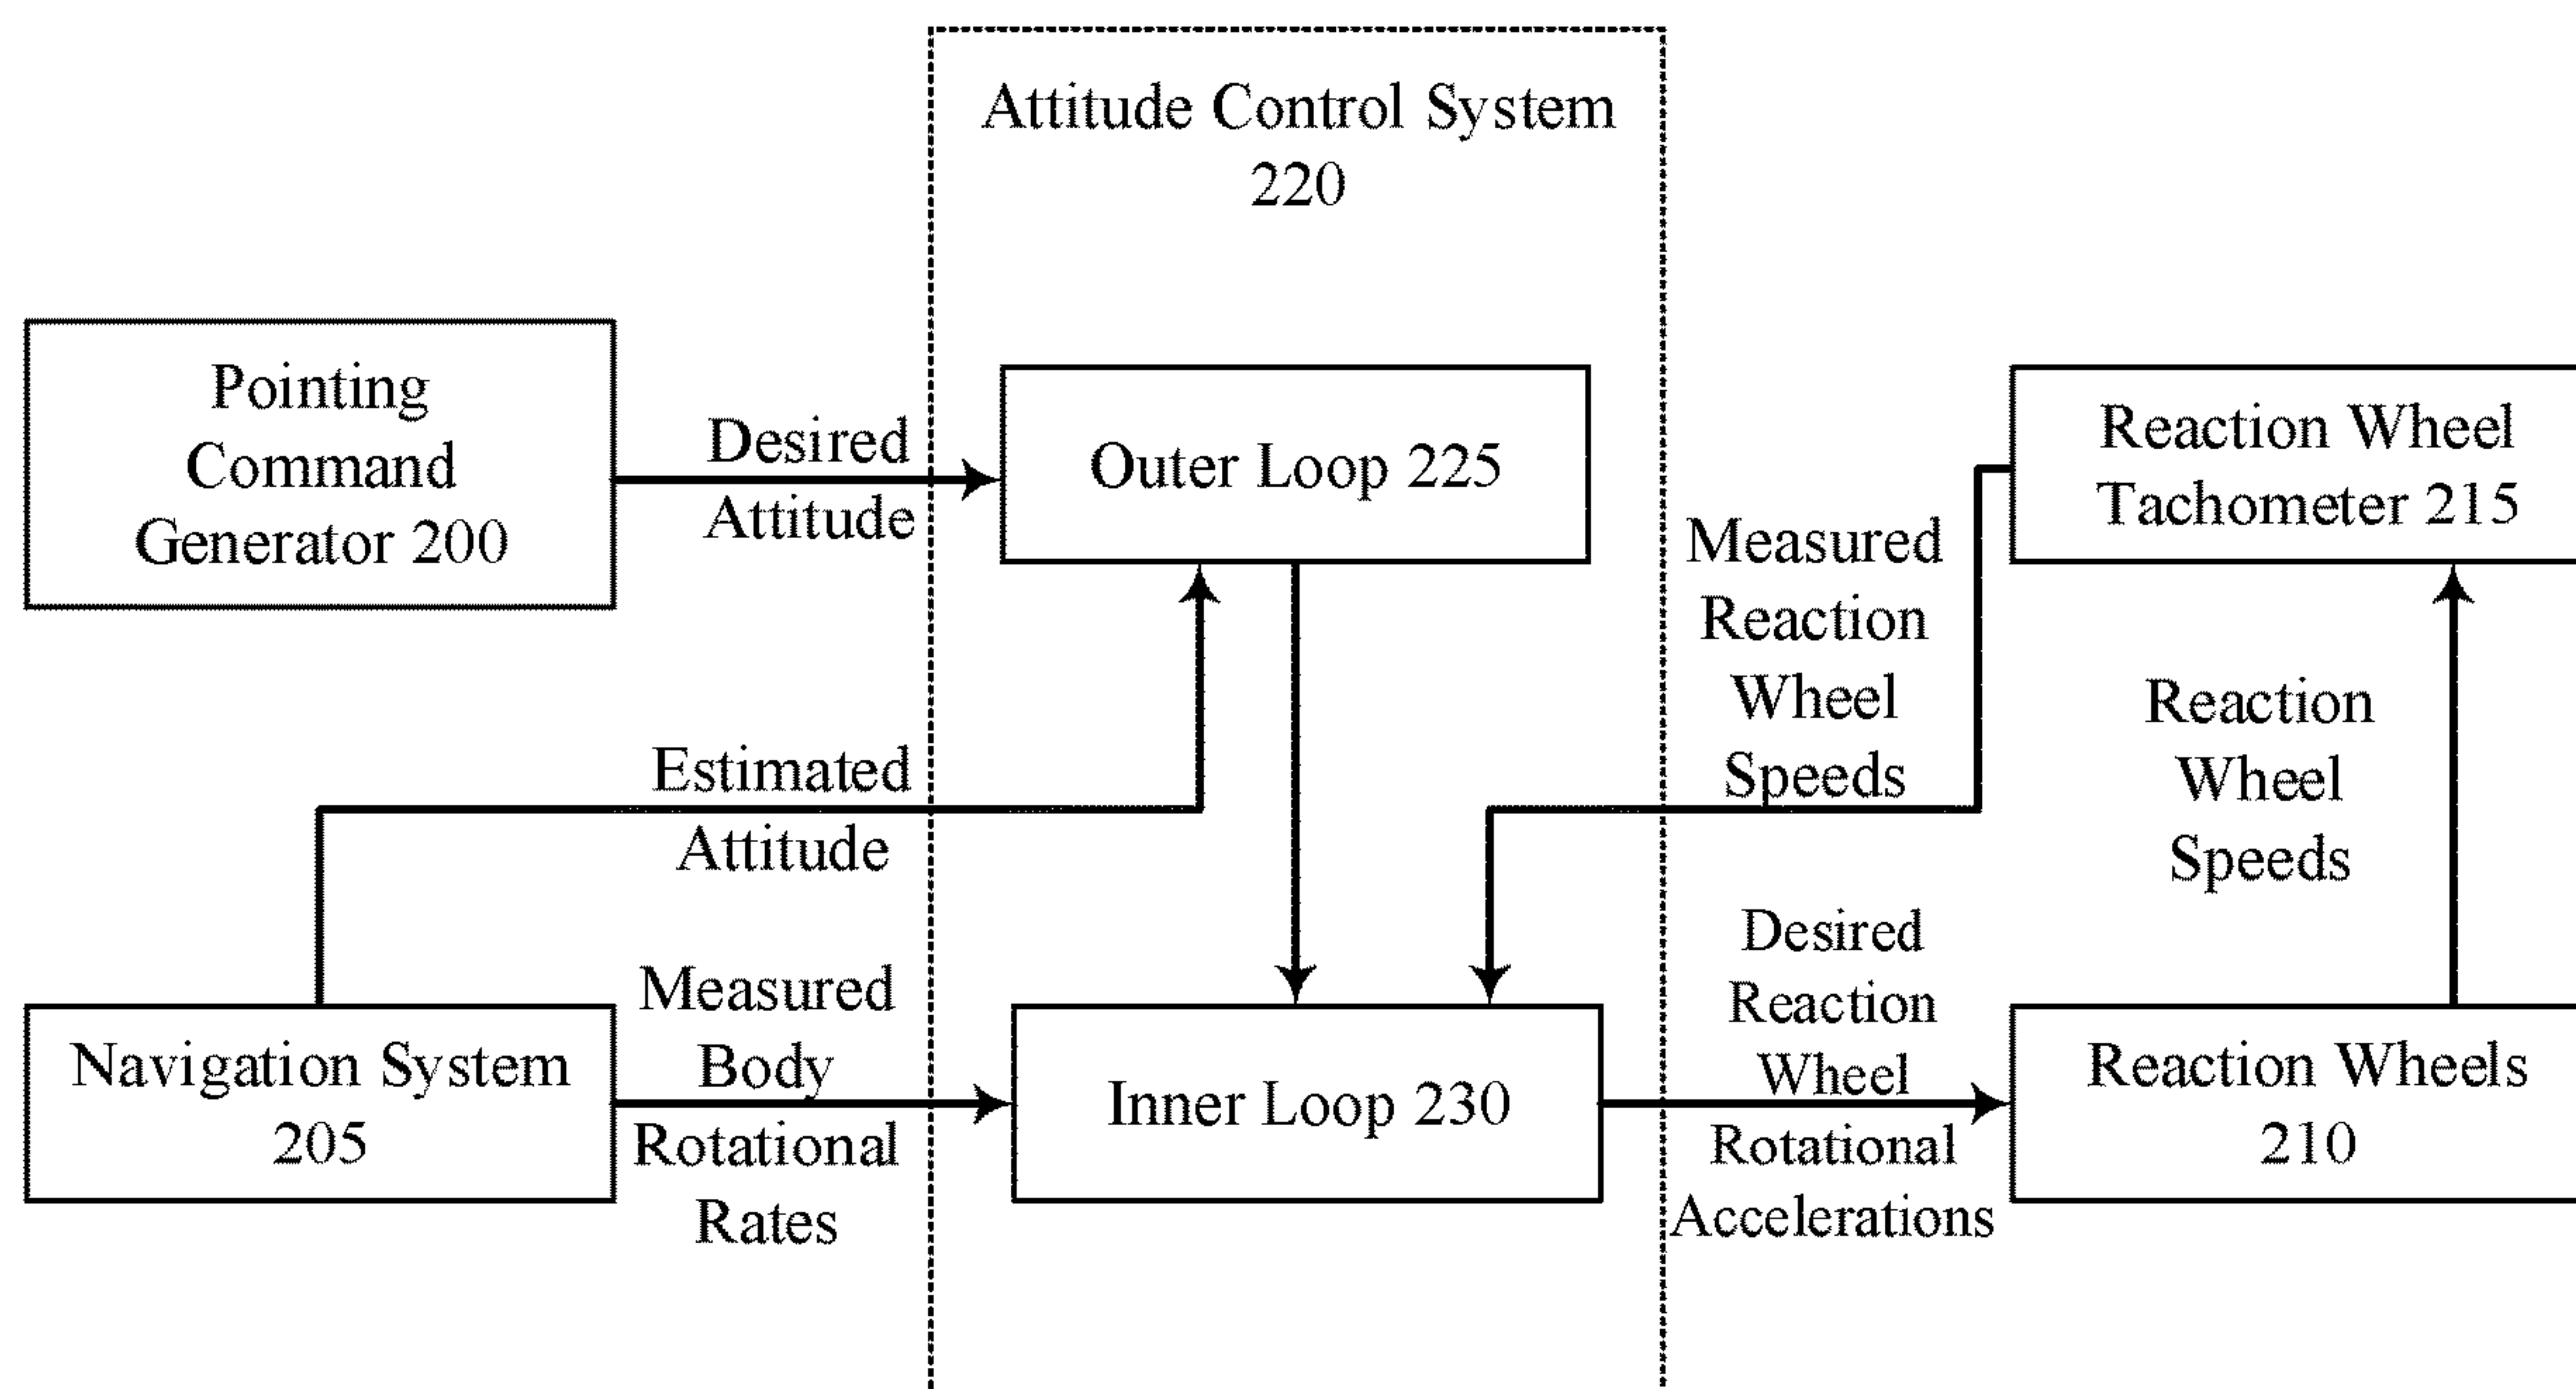 Attitude Control System
220
Pointing
Command
Generator 200
Desired
Attitude
Outer Loop 225
Reaction Wheel
Tachometer 215
Measured
Reaction
Wheel
Speeds
Reaction
Wheel
Speeds
Estimated
Attitude
Navigation System
205
Measured
Body
Rotational
Rates
Inner Loop 230
Desired
Reaction
Wheel
Rotational
Accelerations
Reaction Wheels
210